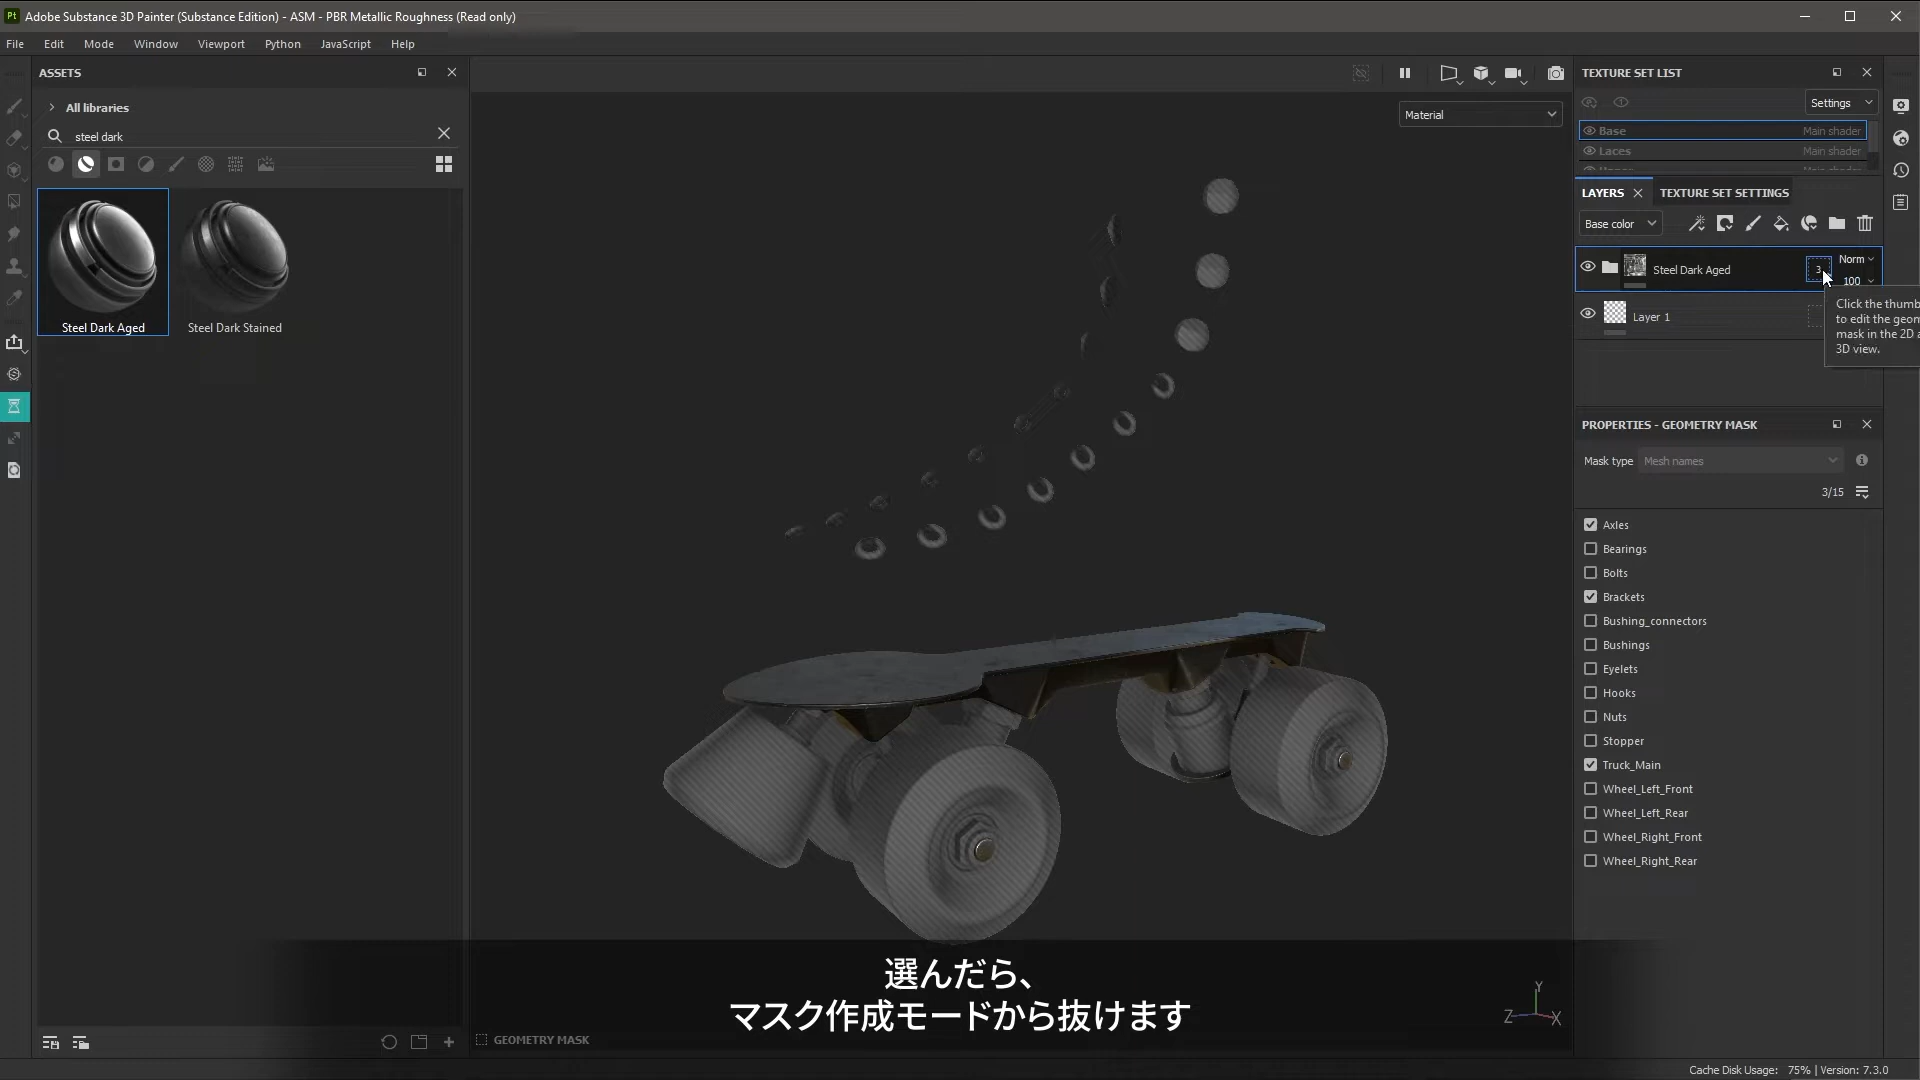 Adobe Substance 3D Painter (Substance Edition) - ASM - PBR Metallic Roughness (Read only)
File Edit Mode Window Viewport Python JavaScript Help
ASSETS
All libraries
steel dark
Steel Dark Aged
Steel Dark Stained
Material
TEXTURE SET LIST
Settings
Base Main shader
Laces Main shader
LAYERS
TEXTURE SET SETTINGS
Base color
Steel Dark Aged
3
Norm
100
Layer 1
Click the thumb
to edit the geom
mask in the 2D a
3D view.
PROPERTIES - GEOMETRY MASK
Mask type Mesh names
3/15
Axles
Bearings
Bolts
Brackets
Bushing_connectors
Bushings
Eyelets
Hooks
Nuts
Stopper
Truck_Main
Wheel_Left_Front
Wheel_Left_Rear
Wheel_Right_Front
Wheel_Right_Rear
選んだら、
マスク作成モードから抜けます
GEOMETRY MASK
Y
Z
X
Cache Disk Usage: 75% | Version: 7.3.0